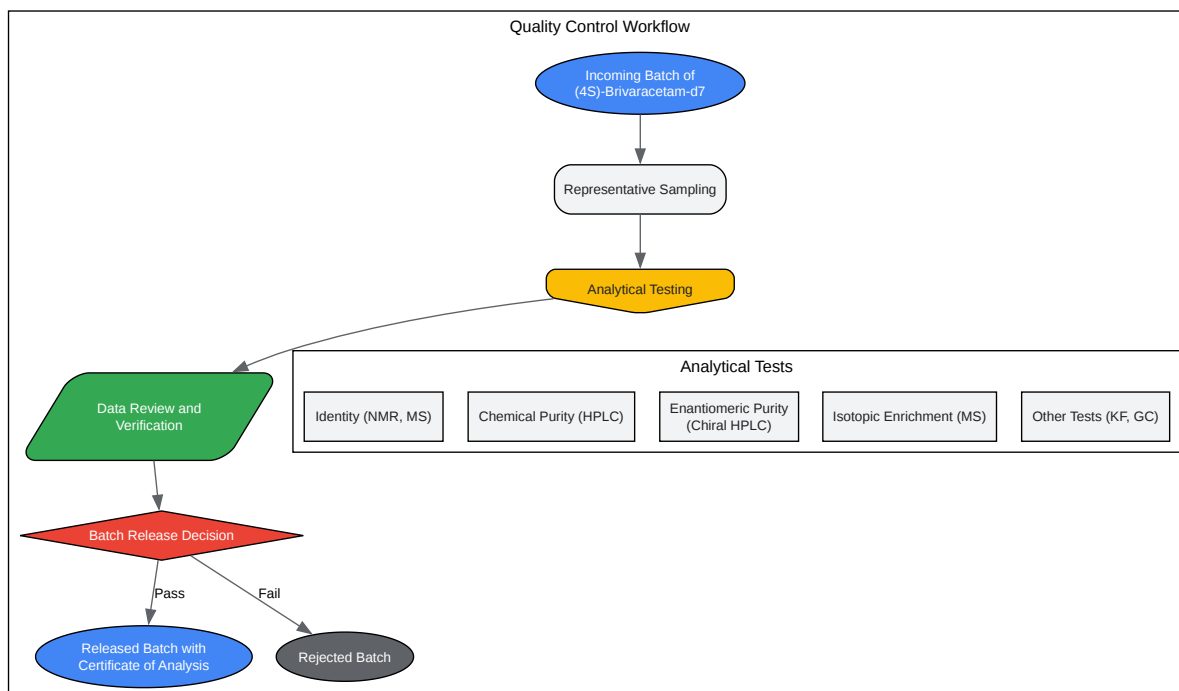 Quality Control Workflow
Incoming Batch of
(4S)-Brivaracetam-d7
Representative Sampling
Analytical Testing
Analytical Tests
Identity (NMR, MS)
Chemical Purity (HPLC)
Enantiomeric Purity
(Chiral HPLC)
Isotopic Enrichment (MS)
Other Tests (KF, GC)
Data Review and
Verification
Batch Release Decision
Pass
Fail
Released Batch with
Certificate of Analysis
Rejected Batch